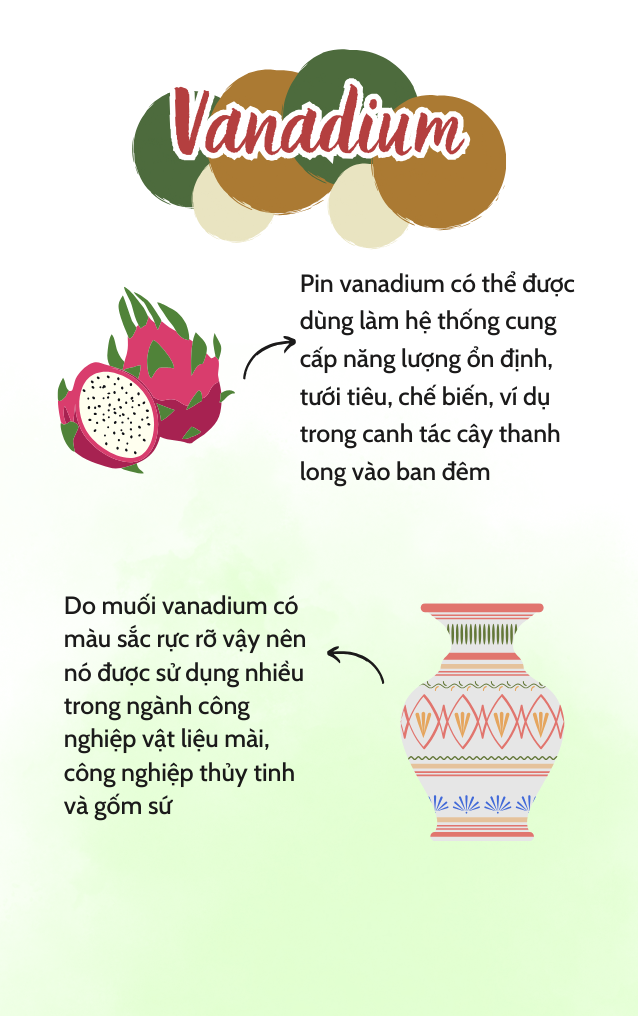 Vanadium
Pin vanadium có thể được
dùng làm hệ thống cung
cấp năng lượng ổn định,
tưới tiêu, chế biến, ví dụ
trong canh tác cây thanh
long vào ban đêm
Do muối vanadium có
màu sắc rực rỡ vậy nên
nó được sử dụng nhiều
trong ngành công
nghiệp vật liệu mài,
công nghiệp thủy tinh
và gốm sứ